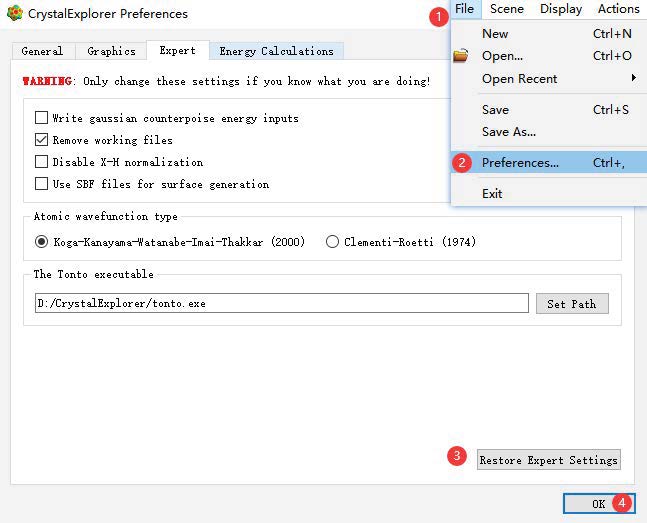 CrystalExplorer Preferences
1
File Scene Display Actions
New Ctrl+N
Open... Ctrl+O
Open Recent
Save Ctrl+S
Save As...
2 Preferences... Ctrl+,
Exit
General Graphics Expert Energy Calculations
WARNING: Only change these settings if you know what you are doing!
Write gaussian counterpoise energy inputs
Remove working files
Disable X-H normalization
Use SBF files for surface generation
Atomic wavefunction type
Koga-Kanayama-Watanabe-Imai-Thakkar (2000) Clementi-Roetti (1974)
The Tonto executable
D:/CrystalExplorer/tonto.exe Set Path
3 Restore Expert Settings
OK 4